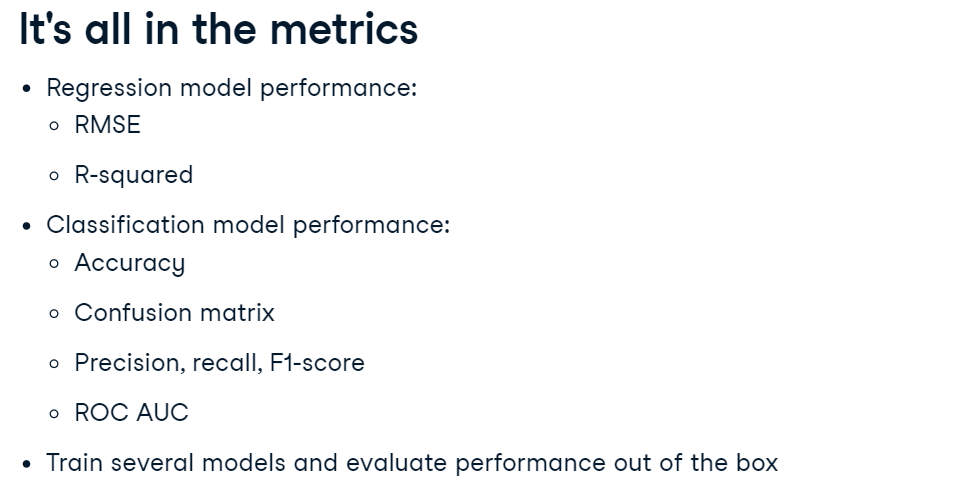 It's all in the metrics
• Regression model performance:
◦ RMSE
◦ R-squared
• Classification model performance:
◦ Accuracy
◦ Confusion matrix
◦ Precision, recall, F1-score
◦ ROC AUC
• Train several models and evaluate performance out of the box